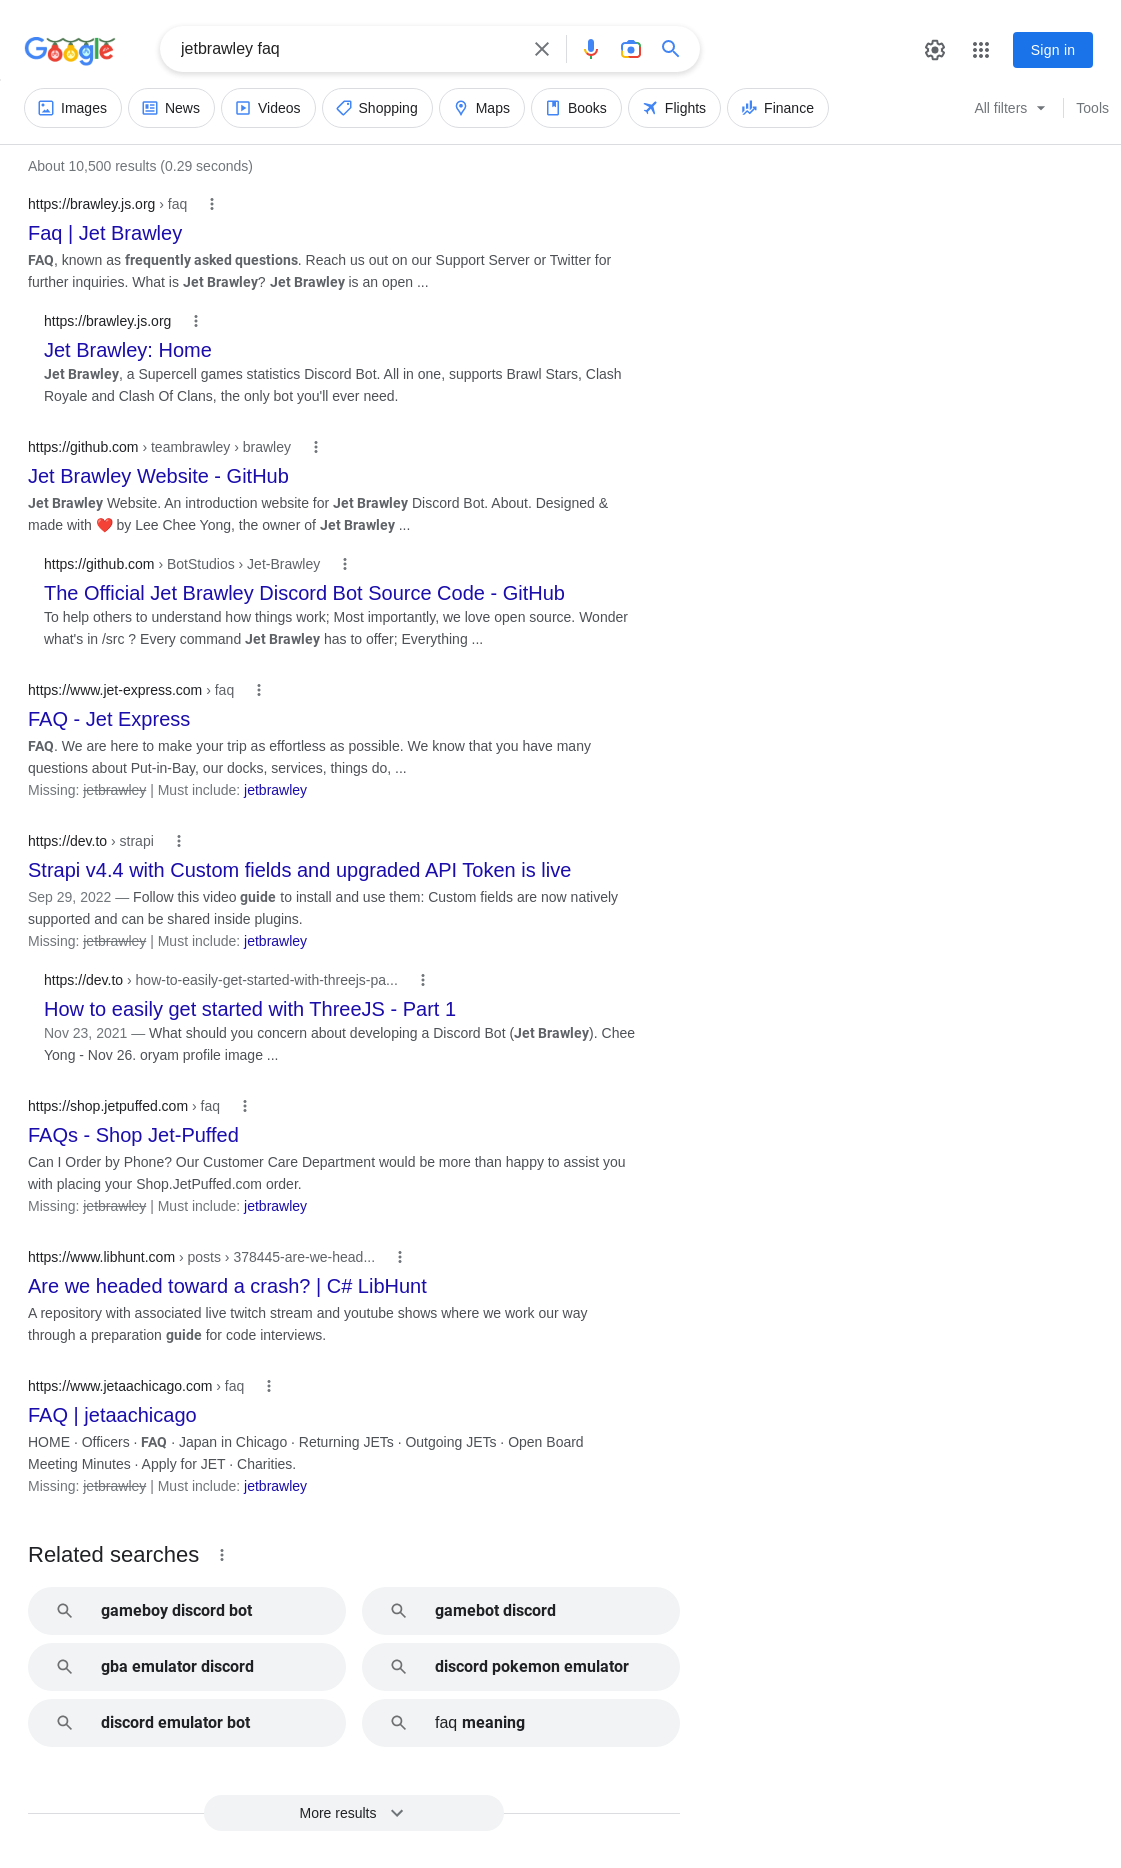 Google
jetbrawley faq
Sign in
Images
News
Videos
Shopping
Maps
Books
Flights
Finance
All filters
Tools
About 10,500 results (0.29 seconds)
https://brawley.js.org › faq
Faq | Jet Brawley
FAQ, known as frequently asked questions. Reach us out on our Support Server or Twitter for
further inquiries. What is Jet Brawley? Jet Brawley is an open ...
https://brawley.js.org
Jet Brawley: Home
Jet Brawley, a Supercell games statistics Discord Bot. All in one, supports Brawl Stars, Clash
Royale and Clash Of Clans, the only bot you'll ever need.
https://github.com › teambrawley › brawley
Jet Brawley Website - GitHub
Jet Brawley Website. An introduction website for Jet Brawley Discord Bot. About. Designed &
made with ❤️ by Lee Chee Yong, the owner of Jet Brawley ...
https://github.com › BotStudios › Jet-Brawley
The Official Jet Brawley Discord Bot Source Code - GitHub
To help others to understand how things work; Most importantly, we love open source. Wonder
what's in /src ? Every command Jet Brawley has to offer; Everything ...
https://www.jet-express.com › faq
FAQ - Jet Express
FAQ. We are here to make your trip as effortless as possible. We know that you have many
questions about Put-in-Bay, our docks, services, things do, ...
Missing: jetbrawley | Must include: jetbrawley
https://dev.to › strapi
Strapi v4.4 with Custom fields and upgraded API Token is live
Sep 29, 2022 — Follow this video guide to install and use them: Custom fields are now natively
supported and can be shared inside plugins.
Missing: jetbrawley | Must include: jetbrawley
https://dev.to › how-to-easily-get-started-with-threejs-pa...
How to easily get started with ThreeJS - Part 1
Nov 23, 2021 — What should you concern about developing a Discord Bot (Jet Brawley). Chee
Yong - Nov 26. oryam profile image ...
https://shop.jetpuffed.com › faq
FAQs - Shop Jet-Puffed
Can I Order by Phone? Our Customer Care Department would be more than happy to assist you
with placing your Shop.JetPuffed.com order.
Missing: jetbrawley | Must include: jetbrawley
https://www.libhunt.com › posts › 378445-are-we-head...
Are we headed toward a crash? | C# LibHunt
A repository with associated live twitch stream and youtube shows where we work our way
through a preparation guide for code interviews.
https://www.jetaachicago.com › faq
FAQ | jetaachicago
HOME · Officers · FAQ · Japan in Chicago · Returning JETs · Outgoing JETs · Open Board
Meeting Minutes · Apply for JET · Charities.
Missing: jetbrawley | Must include: jetbrawley
Related searches
gameboy discord bot
gamebot discord
gba emulator discord
discord pokemon emulator
discord emulator bot
faq meaning
More results